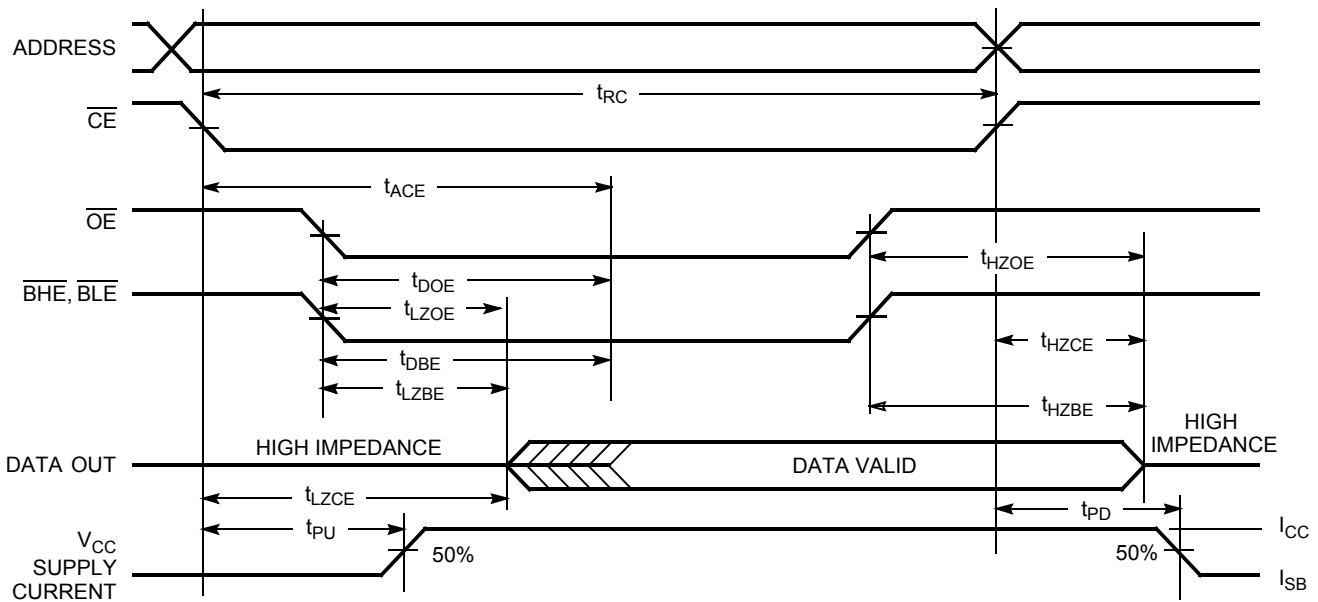 ADDRESS
tRC
CE
tACE
OE
tHZOE
tDOE
BHE, BLE
tLZOE
tHZCE
tDBE
tLZBE
tHZBE
HIGH IMPEDANCE
HIGH
IMPEDANCE
DATA OUT
DATA VALID
tLZCE
tPD
tPU
VCC
SUPPLY
CURRENT
50%
50%
ICC
ISB